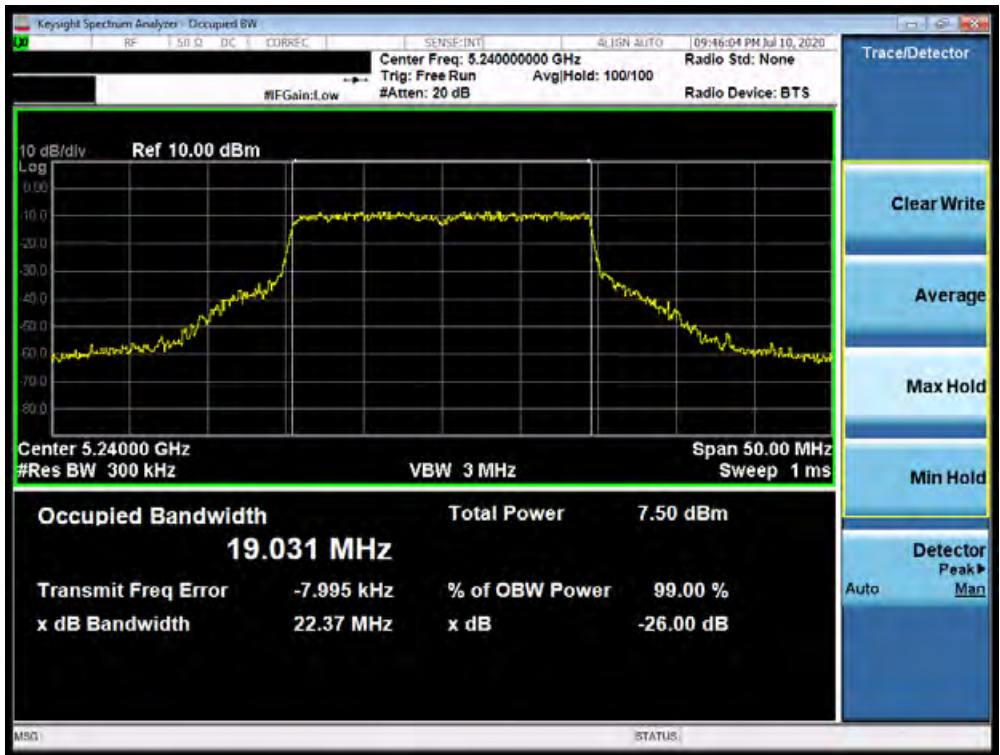 Keysight Spectrum Analyzer - Occupied BW
LXI RF 50 Ω DC CORREC SENSE:INT ALIGN AUTO 09:46:04 PM Jul 10, 2020
Center Freq: 5.240000000 GHz Radio Std: None
Trig: Free Run Avg|Hold: 100/100
#IFGain:Low #Atten: 20 dB Radio Device: BTS
10 dB/div Ref 10.00 dBm
Log
0.00
-10.0
-20.0
-30.0
-40.0
-50.0
-60.0
-70.0
-80.0
Center 5.24000 GHz Span 50.00 MHz
#Res BW 300 kHz VBW 3 MHz Sweep 1 ms
Occupied Bandwidth Total Power 7.50 dBm
19.031 MHz
Transmit Freq Error -7.995 kHz % of OBW Power 99.00 %
x dB Bandwidth 22.37 MHz x dB -26.00 dB
MSG STATUS
Trace/Detector
Clear Write
Average
Max Hold
Min Hold
Detector
Peak▶
Auto Man